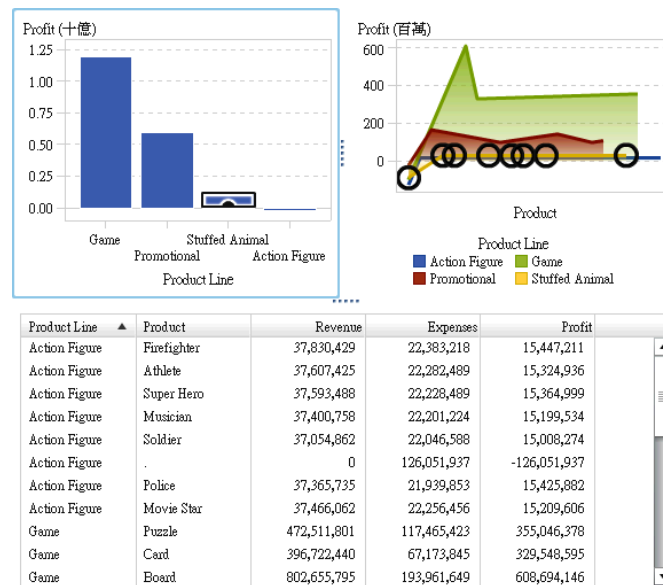 Profit (十億)
1.25
1.00
0.75
0.50
0.25
0.00
Game
Stuffed Animal
Promotional
Action Figure
Product Line
Profit (百萬)
600
400
200
0
Product
Product Line
Action Figure Game
Promotional Stuffed Animal
Product Line Product Revenue Expenses Profit
Action Figure Firefighter 37,830,429 22,383,218 15,447,211
Action Figure Athlete 37,607,425 22,282,489 15,324,936
Action Figure Super Hero 37,593,488 22,228,489 15,364,999
Action Figure Musician 37,400,758 22,201,224 15,199,534
Action Figure Soldier 37,054,862 22,046,588 15,008,274
Action Figure . 0 126,051,937 -126,051,937
Action Figure Police 37,365,735 21,939,853 15,425,882
Action Figure Movie Star 37,466,062 22,256,456 15,209,606
Game Puzzle 472,511,801 117,465,423 355,046,378
Game Card 396,722,440 67,173,845 329,548,595
Game Board 802,655,795 193,961,649 608,694,146